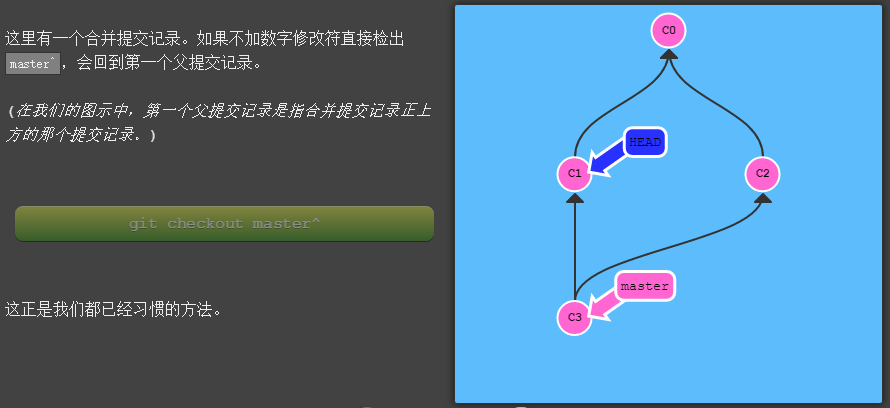 这里有一个合并提交记录。如果不加数字修改符直接检出
master^，会回到第一个父提交记录。
(在我们的图示中，第一个父提交记录是指合并提交记录正上
方的那个提交记录。)
git checkout master^
这正是我们都已经习惯的方法。
C0
HEAD
C1
C2
master
C3